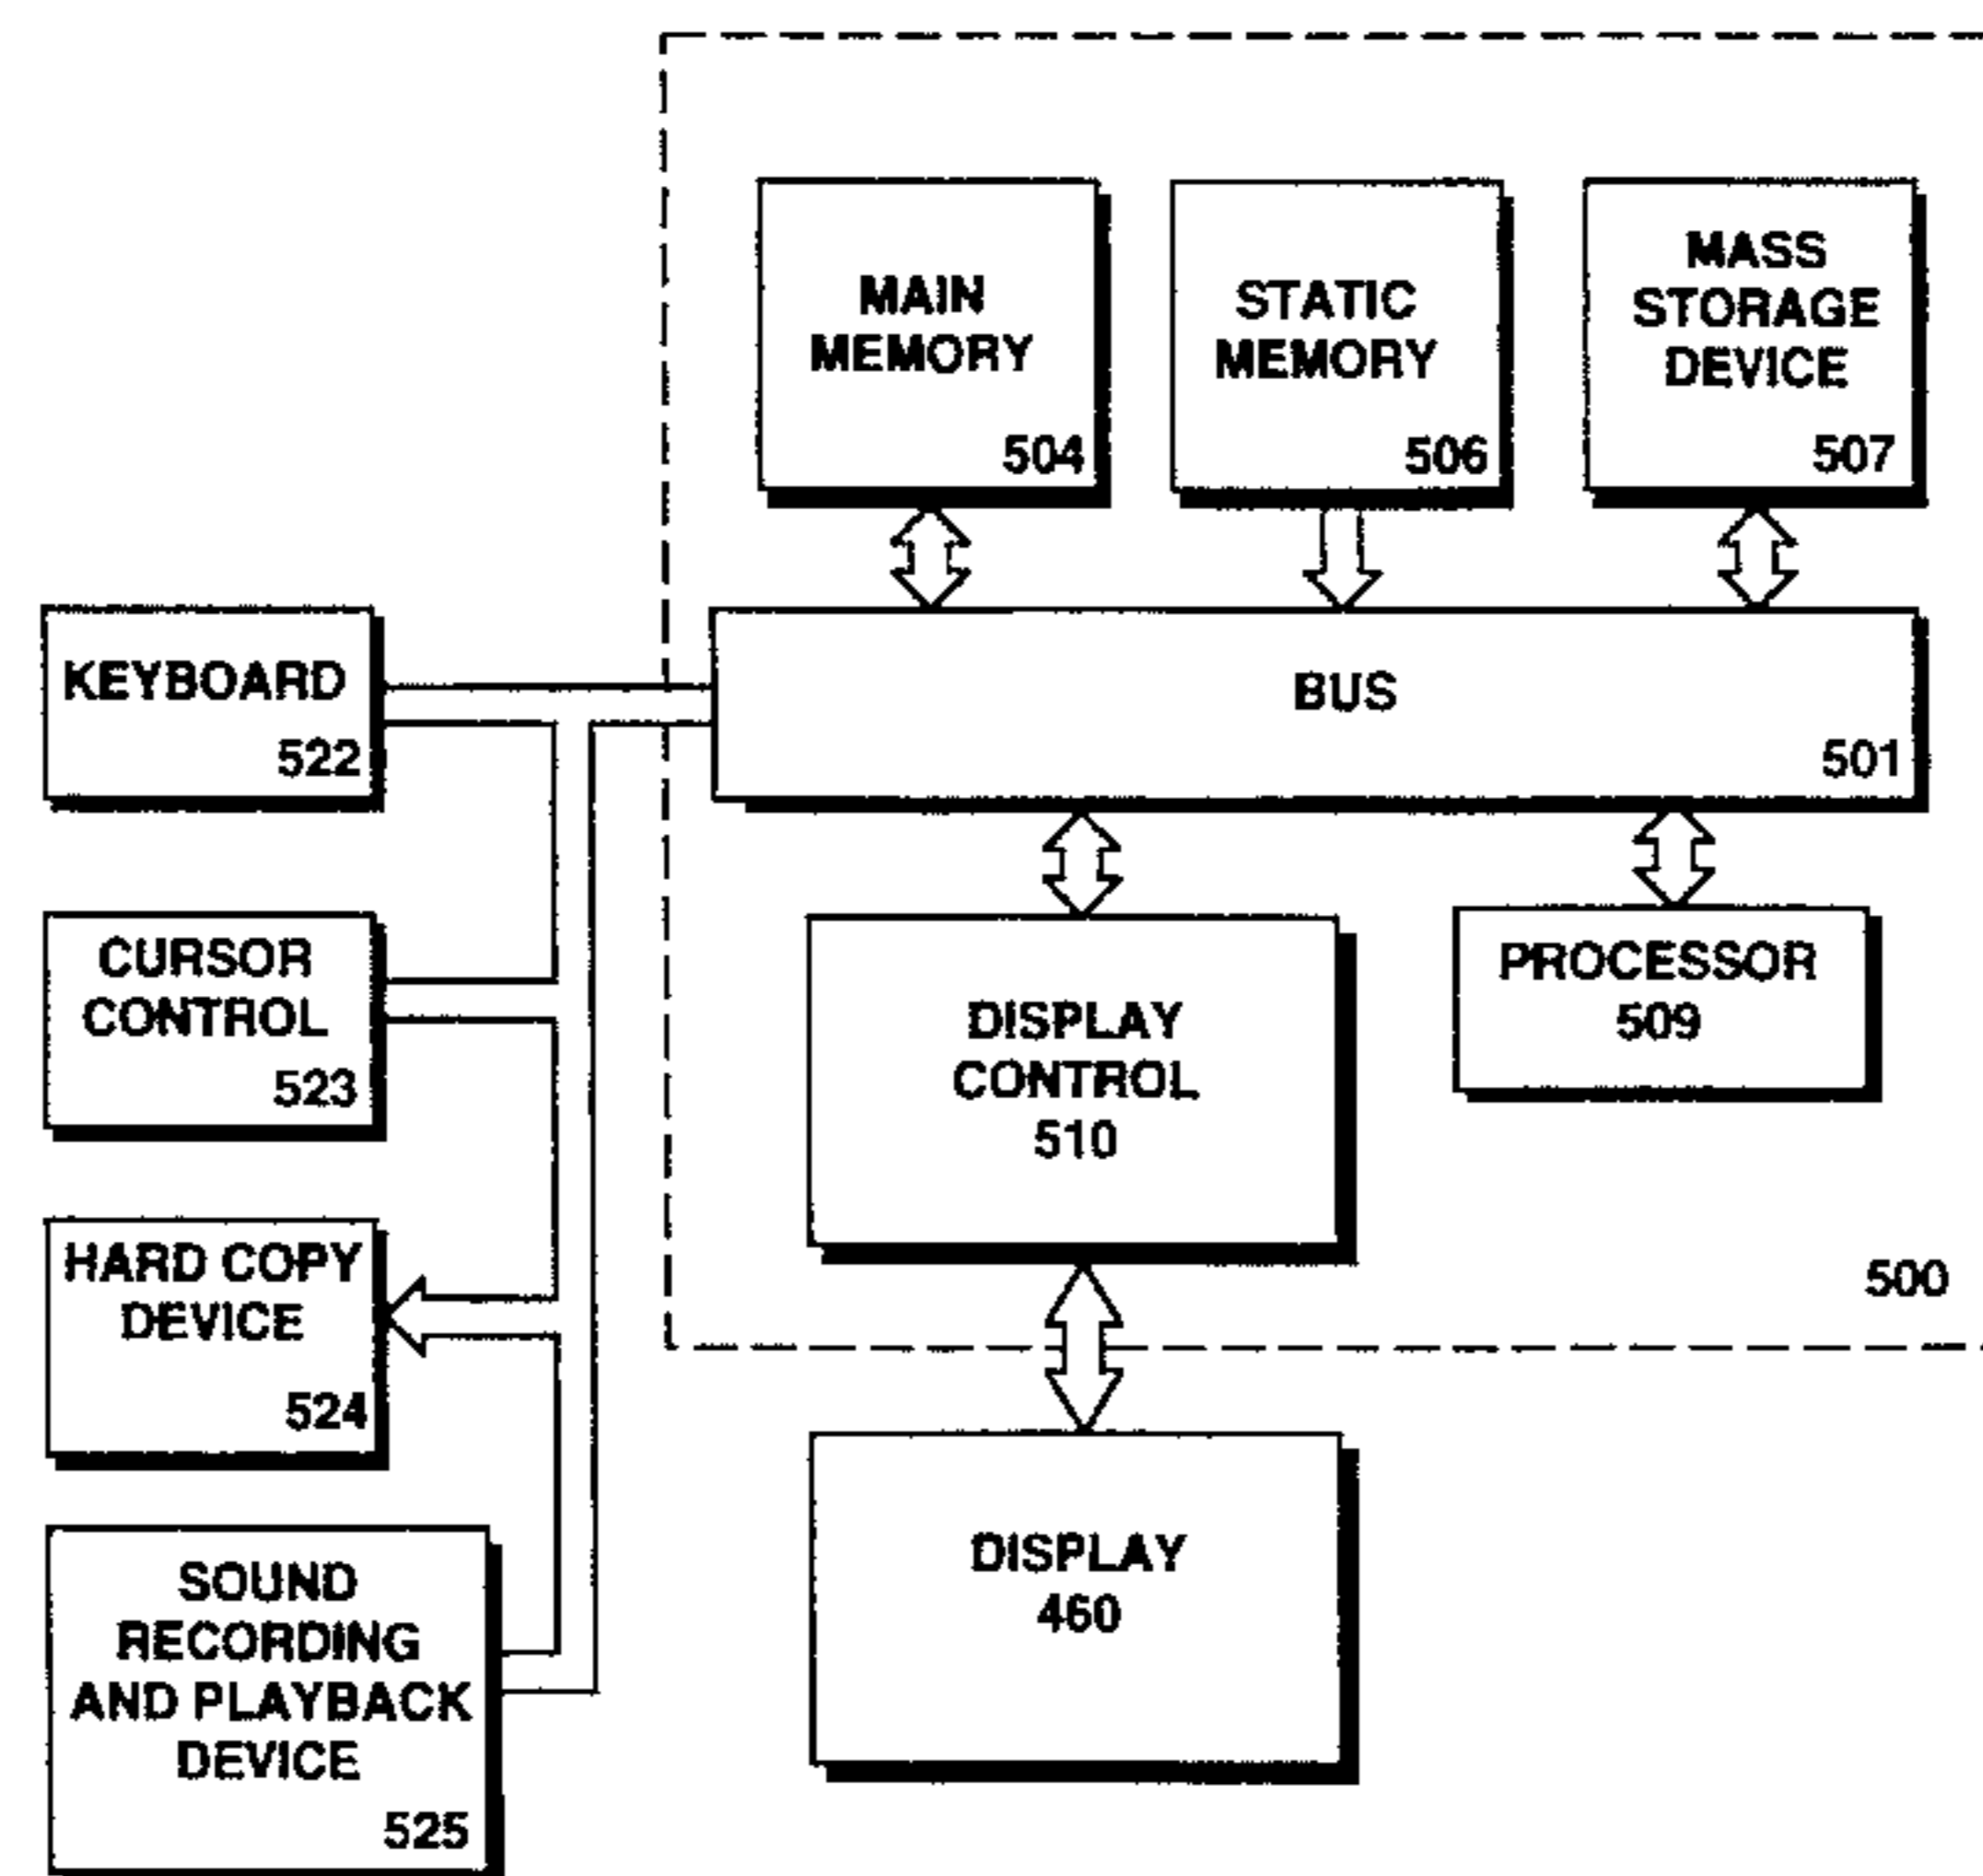 MAIN
MEMORY
504
STATIC
MEMORY
506
MASS
STORAGE
DEVICE
507
KEYBOARD
522
BUS
501
CURSOR
CONTROL
523
DISPLAY
CONTROL
510
PROCESSOR
509
HARD COPY
DEVICE
524
500
SOUND
RECORDING
AND PLAYBACK
DEVICE
525
DISPLAY
460